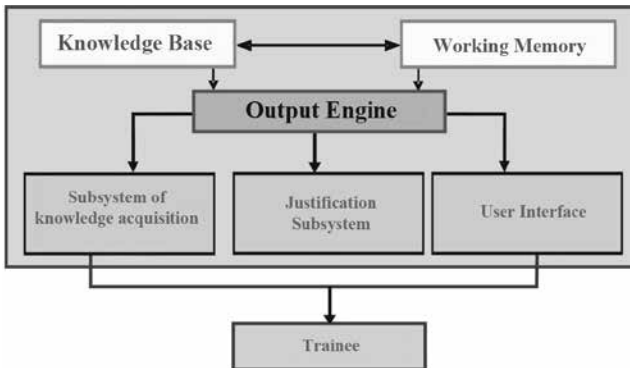 Knowledge Base
Working Memory
Output Engine
Subsystem of
knowledge acquisition
Justification
Subsystem
User Interface
Trainee